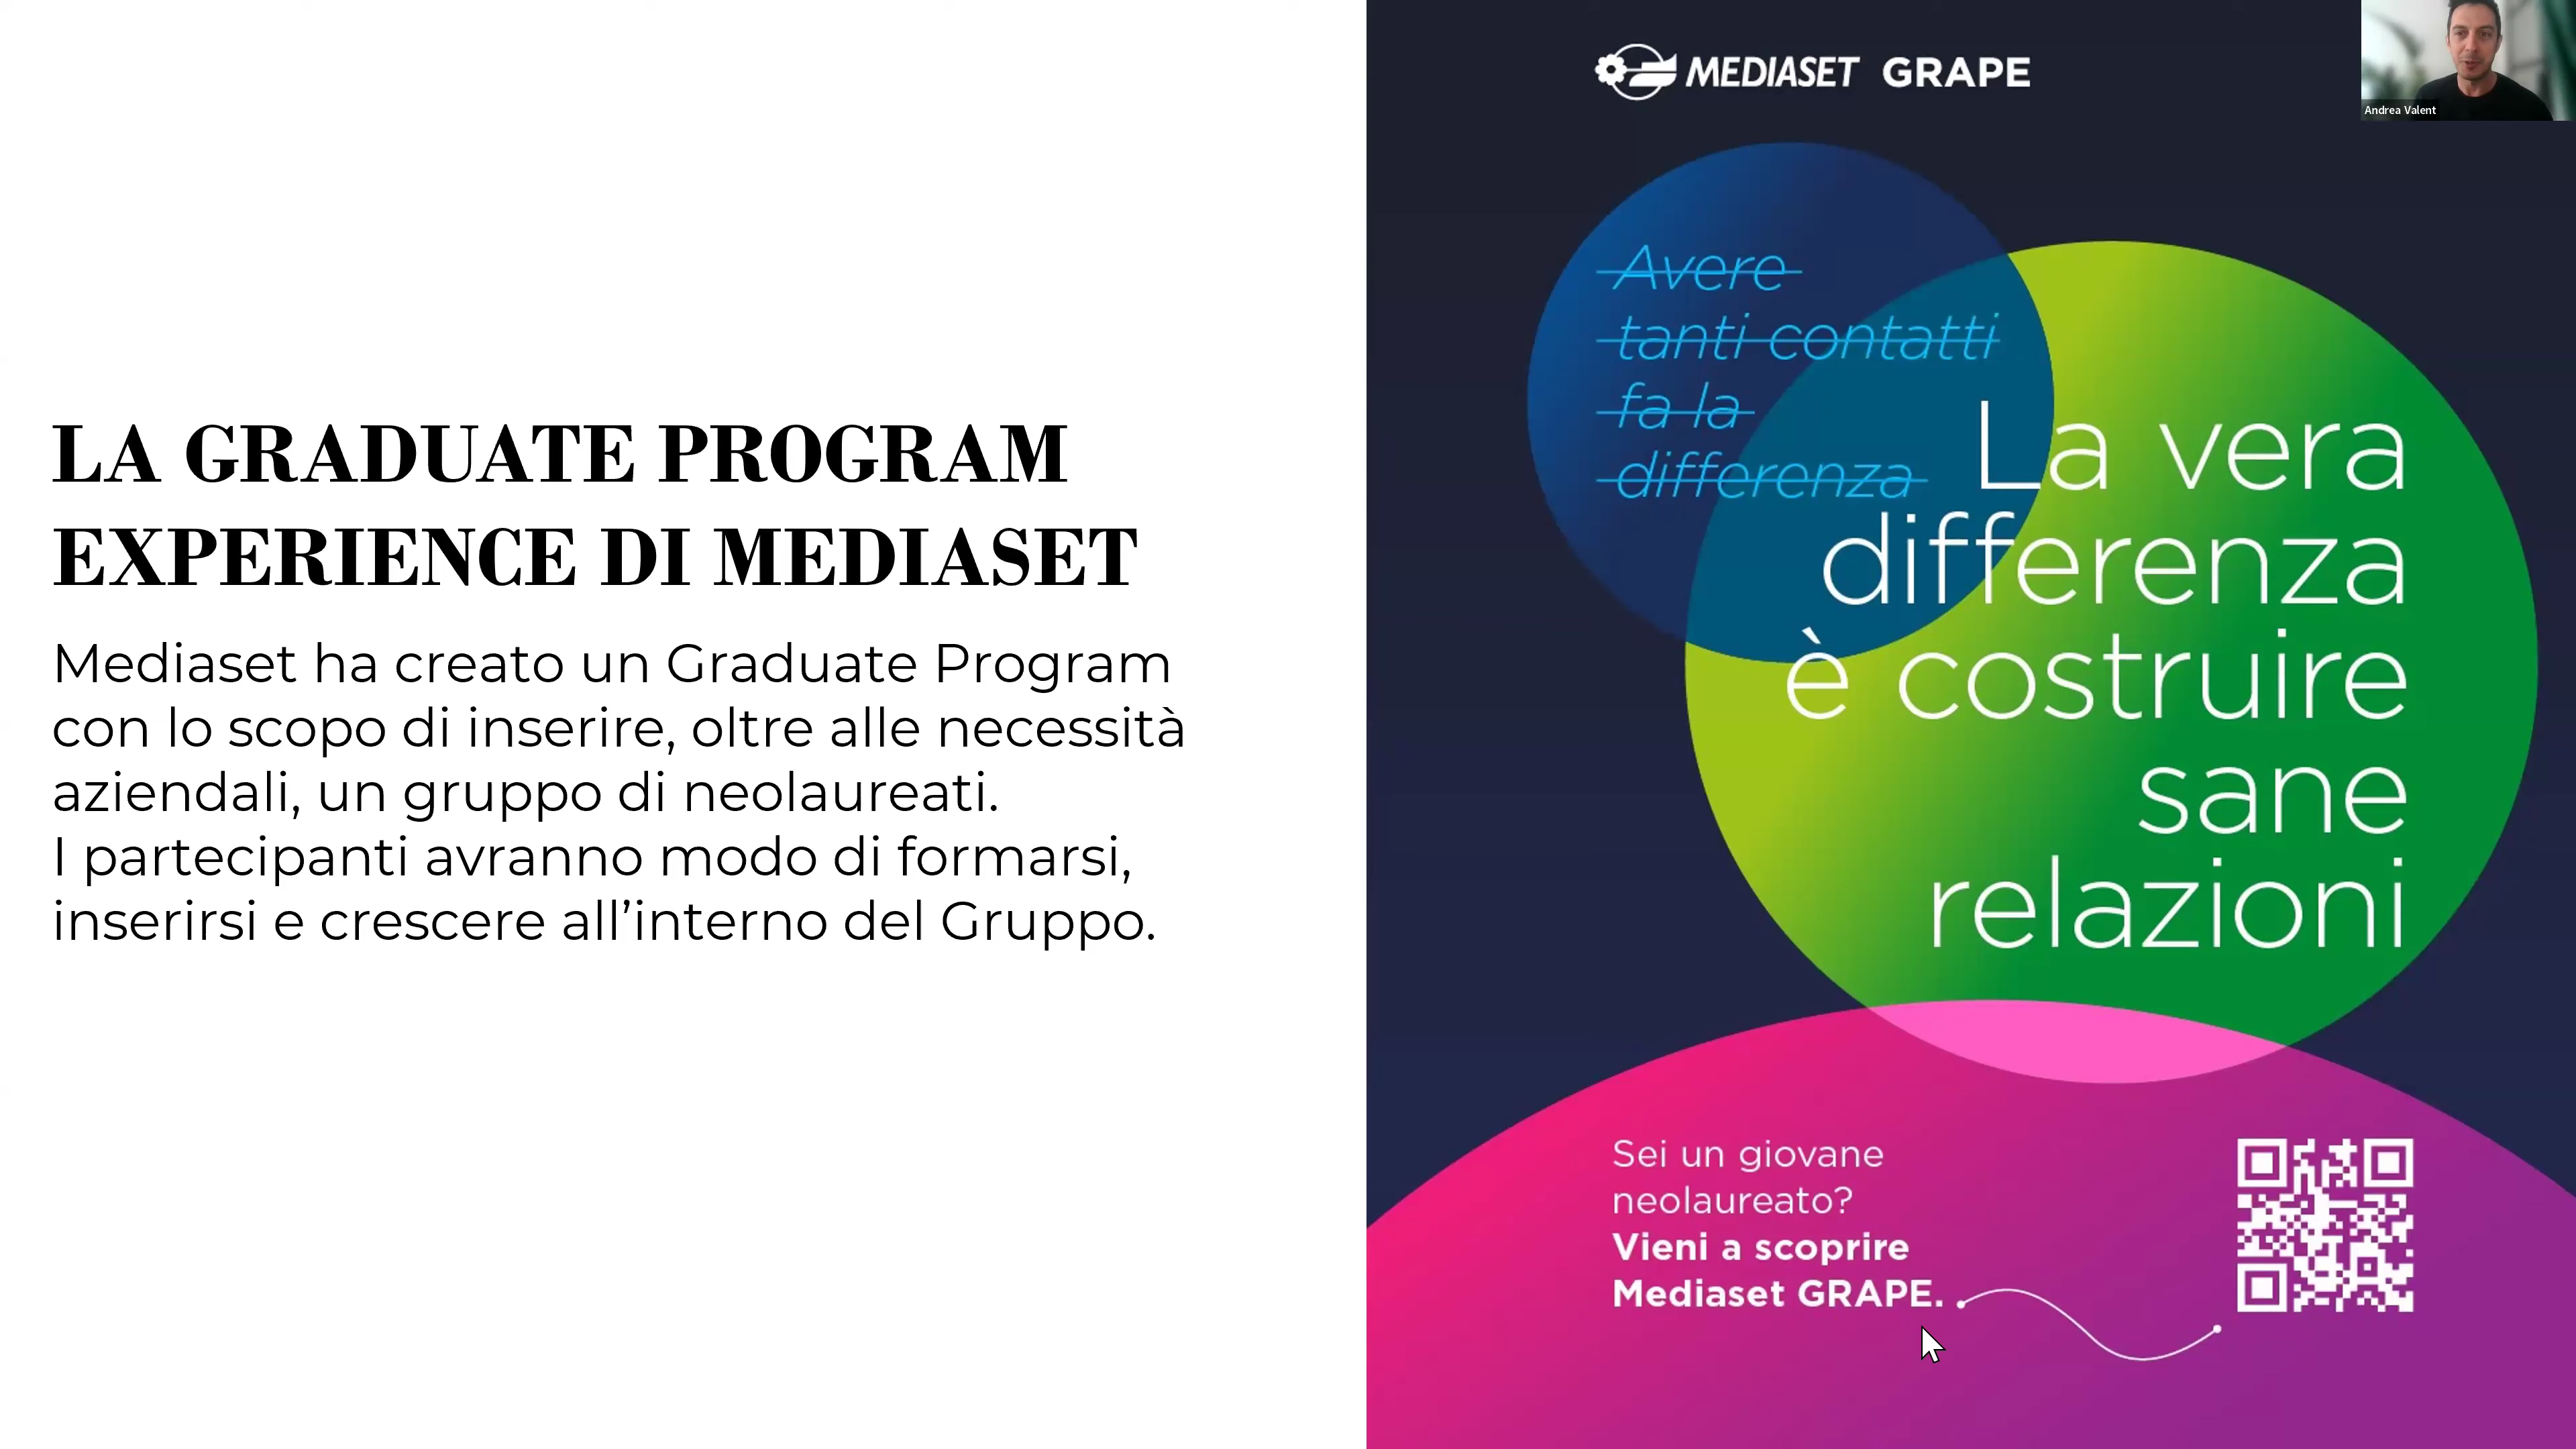 LA GRADUATE PROGRAM
EXPERIENCE DI MEDIASET
Mediaset ha creato un Graduate Program
con lo scopo di inserire, oltre alle necessità
aziendali, un gruppo di neolaureati.
I partecipanti avranno modo di formarsi,
inserirsi e crescere all’interno del Gruppo.
MEDIASET GRAPE
Andrea Valent
Avere
tanti contatti
fa la
differenza
La vera
differenza
è costruire
sane
relazioni
Sei un giovane
neolaureato?
Vieni a scoprire
Mediaset GRAPE.